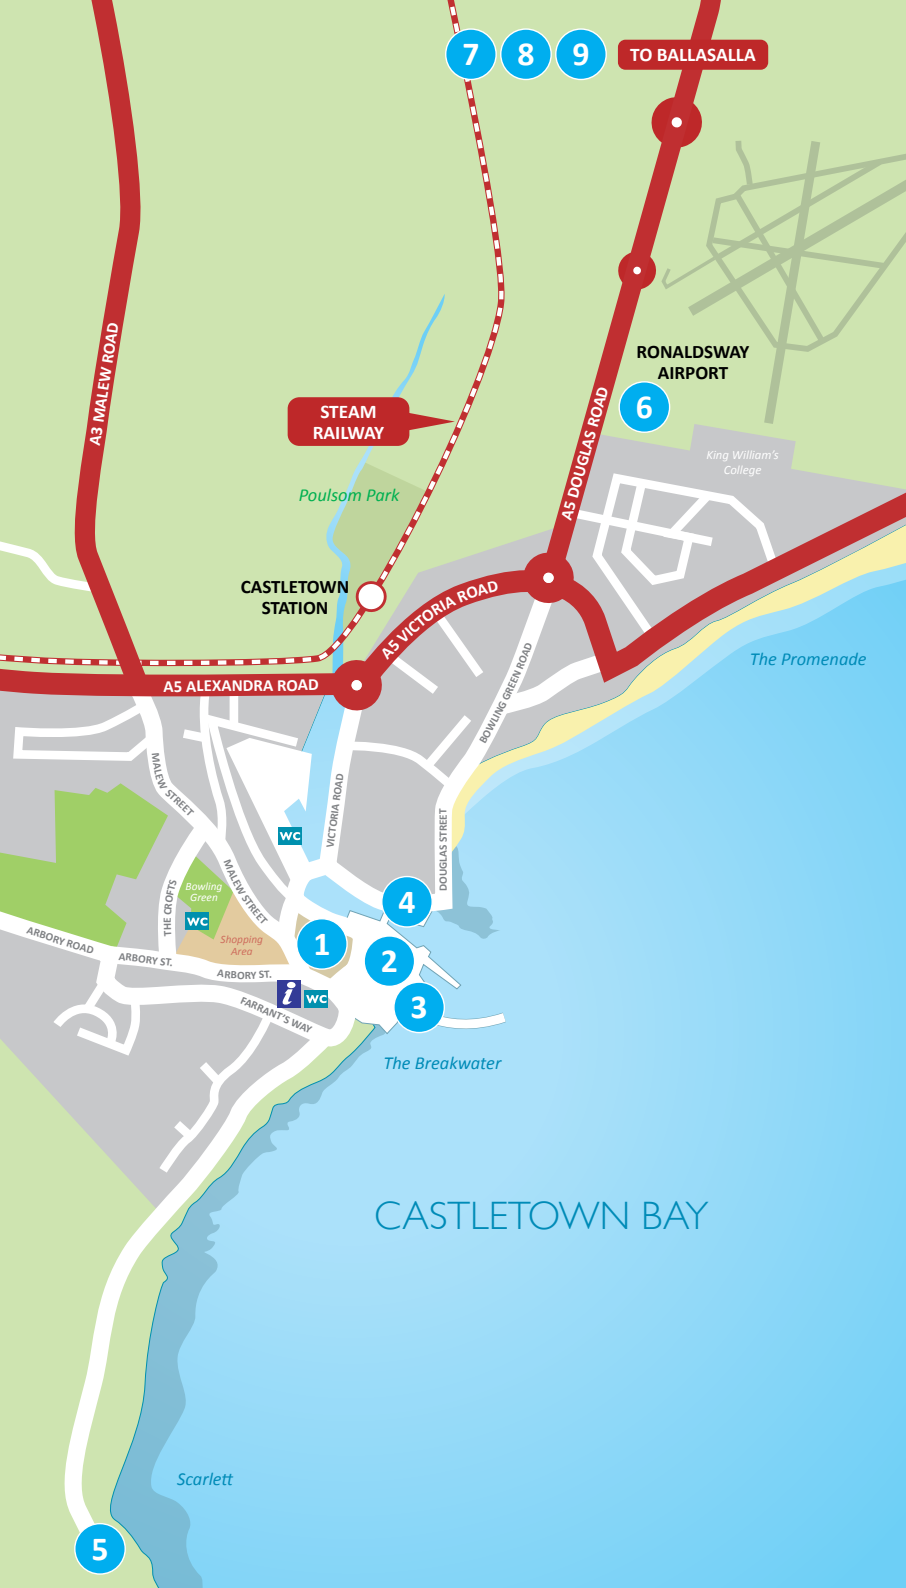 7
8
9
TO BALLASALLA
A3 MALEW ROAD
RONALDSWAY
AIRPORT
6
A5 DOUGLAS ROAD
STEAM
RAILWAY
King William's
College
Poulsom Park
CASTLETOWN
STATION
A5 VICTORIA ROAD
The Promenade
A5 ALEXANDRA ROAD
BOWLING GREEN ROAD
MALEW STREET
VICTORIA ROAD
WC
DOUGLAS STREET
MALEW STREET
THE CROFTS
Bowling
Green
WC
4
Shopping
Area
1
2
ARBORY ROAD
ARBORY ST.
ARBORY ST.
i
WC
3
FARRANT'S WAY
The Breakwater
CASTLETOWN BAY
Scarlett
5